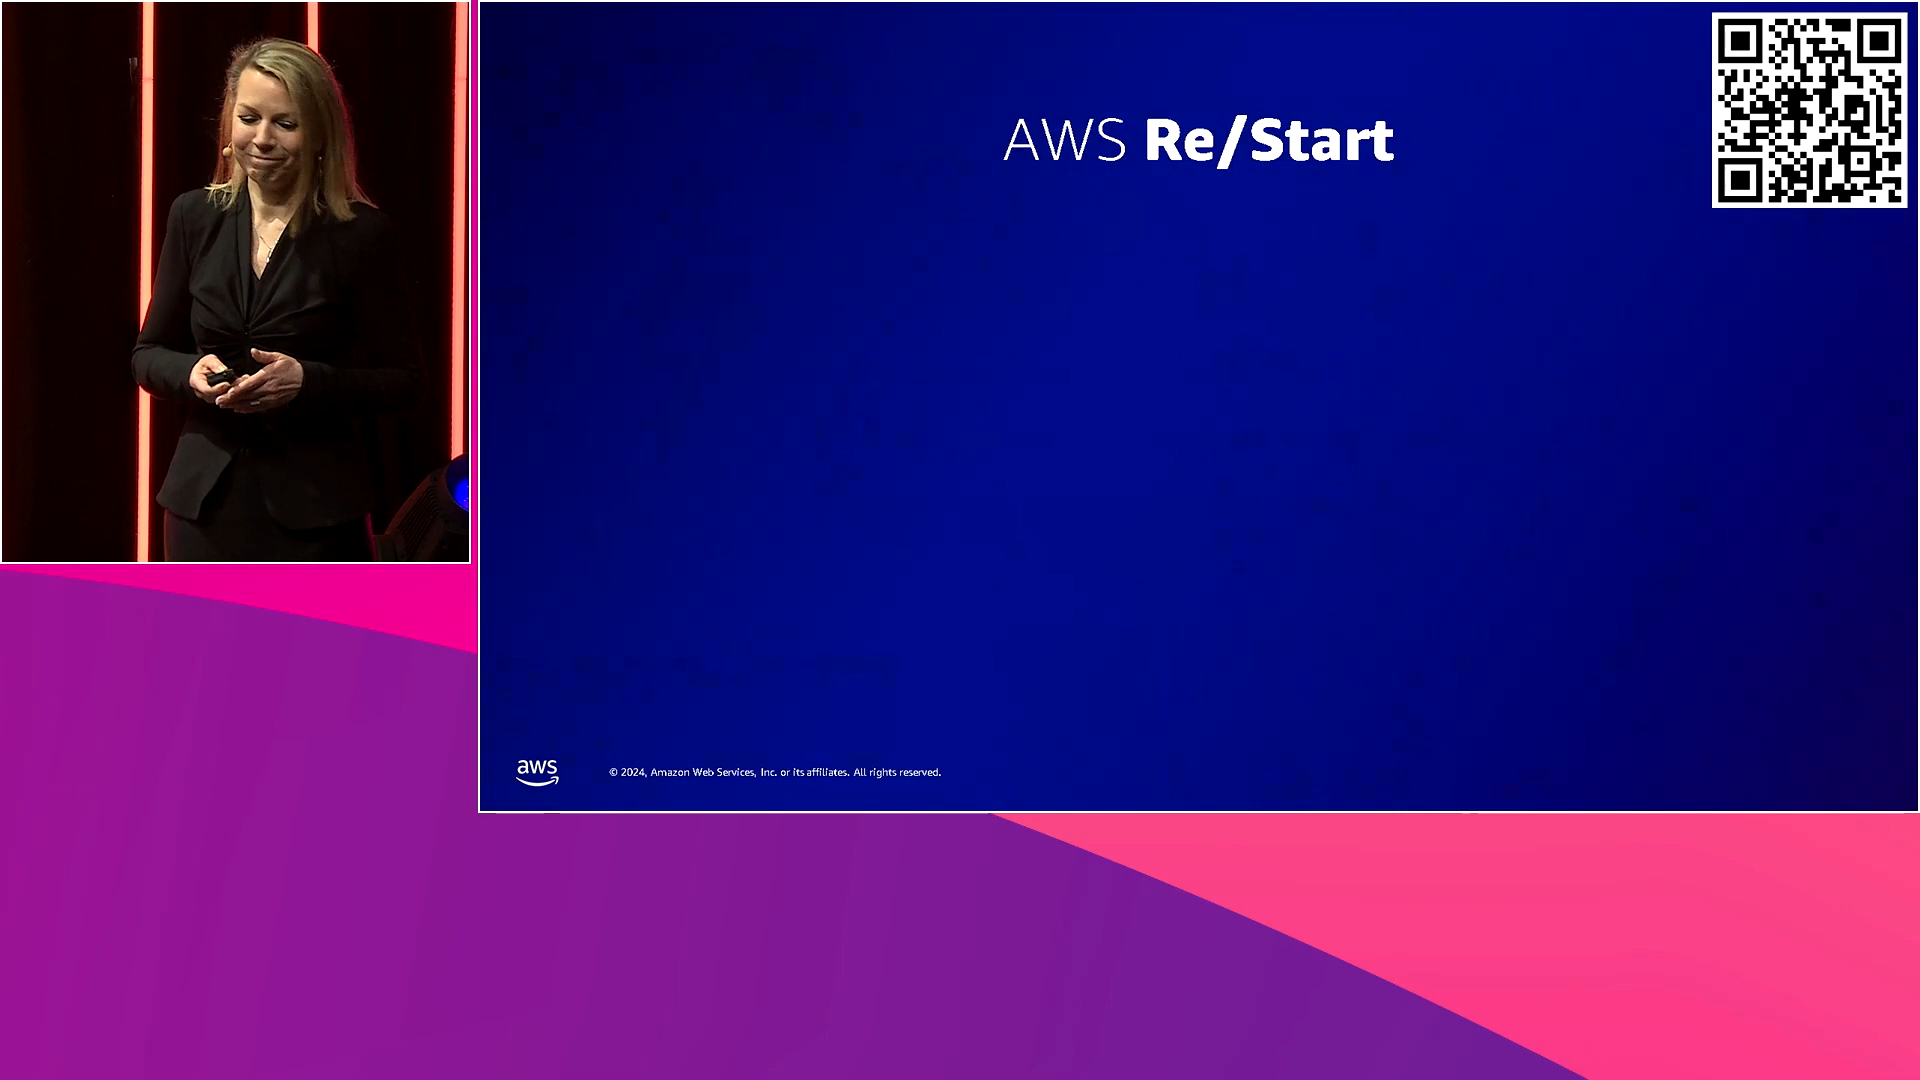 AWS Re/Start
aws
© 2024, Amazon Web Services, Inc. or its affiliates. All rights reserved.